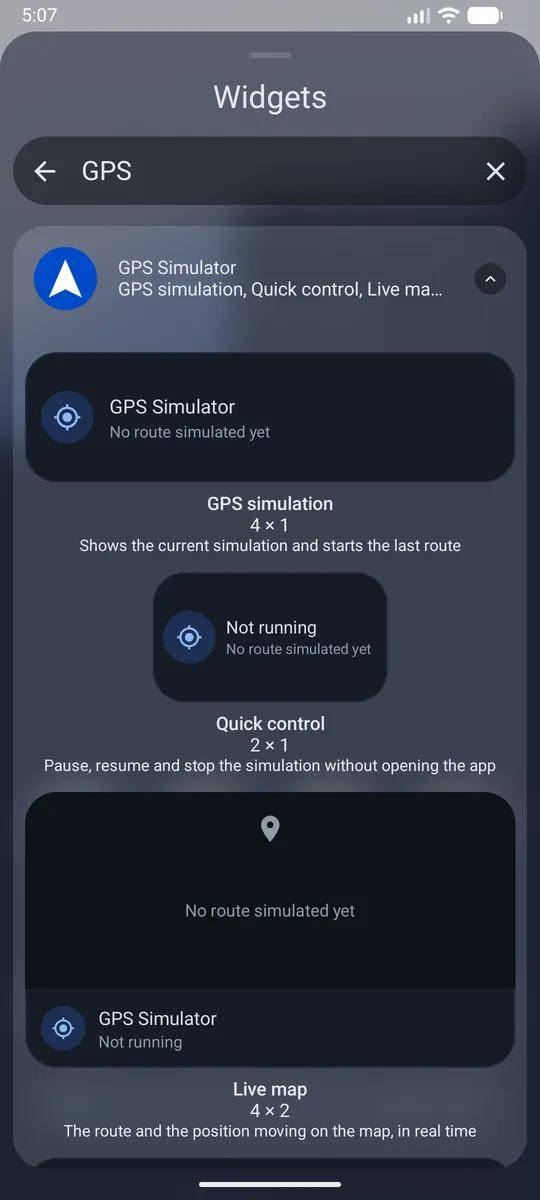 5:07
Widgets
GPS
GPS Simulator
GPS simulation, Quick control, Live ma...
GPS Simulator
No route simulated yet
GPS simulation
4 × 1
Shows the current simulation and starts the last route
Not running
No route simulated yet
Quick control
2 × 1
Pause, resume and stop the simulation without opening the app
No route simulated yet
GPS Simulator
Not running
Live map
4 × 2
The route and the position moving on the map, in real time